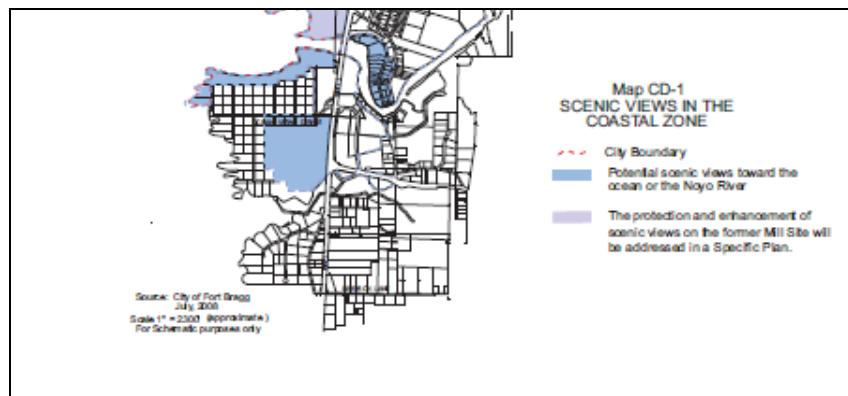 Map CD-1
SCENIC VIEWS IN THE
COASTAL ZONE
City Boundary
Potential scenic views toward the
ocean or the Noyo River
The protection and enhancement of
scenic views on the former Mill Site will
be addressed in a Specific Plan.
Source: City of Fort Bragg
July, 2008
Scale 1" = 2300' (approximate)
For Schematic purposes only